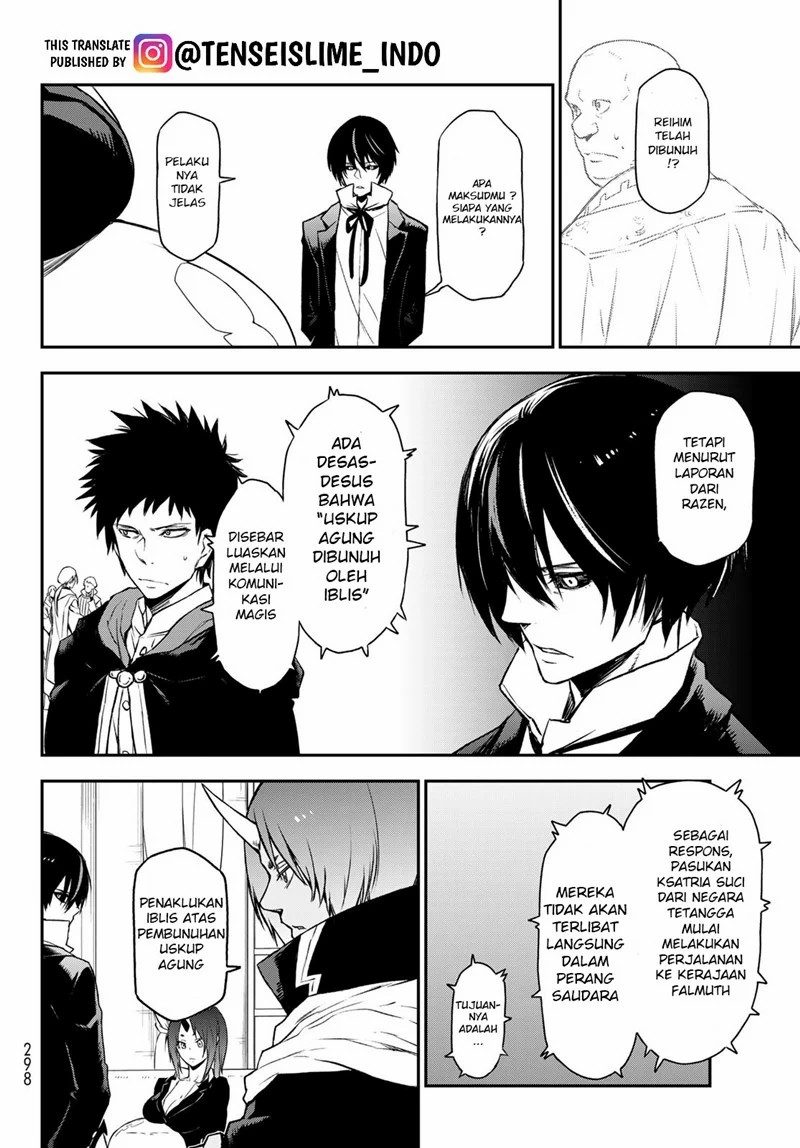 THIS TRANSLATE
PUBLISHED BY
@TENSEISLIME_INDO
REIHIM
TELAH
DIBUNUH
!?
APA
MAKSUDMU ?
SIAPA YANG
MELAKUKANNYA
?
PELAKU
NYA
TIDAK
JELAS
TETAPI
MENURUT
LAPORAN
DARI
RAZEN,
ADA
DESAS-
DESUS
BAHWA
"USKUP
AGUNG
DIBUNUH
OLEH
IBLIS"
DISEBAR
LUASKAN
MELALUI
KOMUNI-
KASI
MAGIS
SEBAGAI
RESPONS,
PASUKAN
KSATRIA SUCI
DARI NEGARA
TETANGGA
MULAI
MELAKUKAN
PERJALANAN
KE KERAJAAN
FALMUTH
MEREKA
TIDAK AKAN
TERLIBAT
LANGSUNG
DALAM
PERANG
SAUDARA
TUJUAN-
NYA
ADALAH
...
PENAKLUKAN
IBLIS ATAS
PEMBUNUHAN
USKUP
AGUNG
298